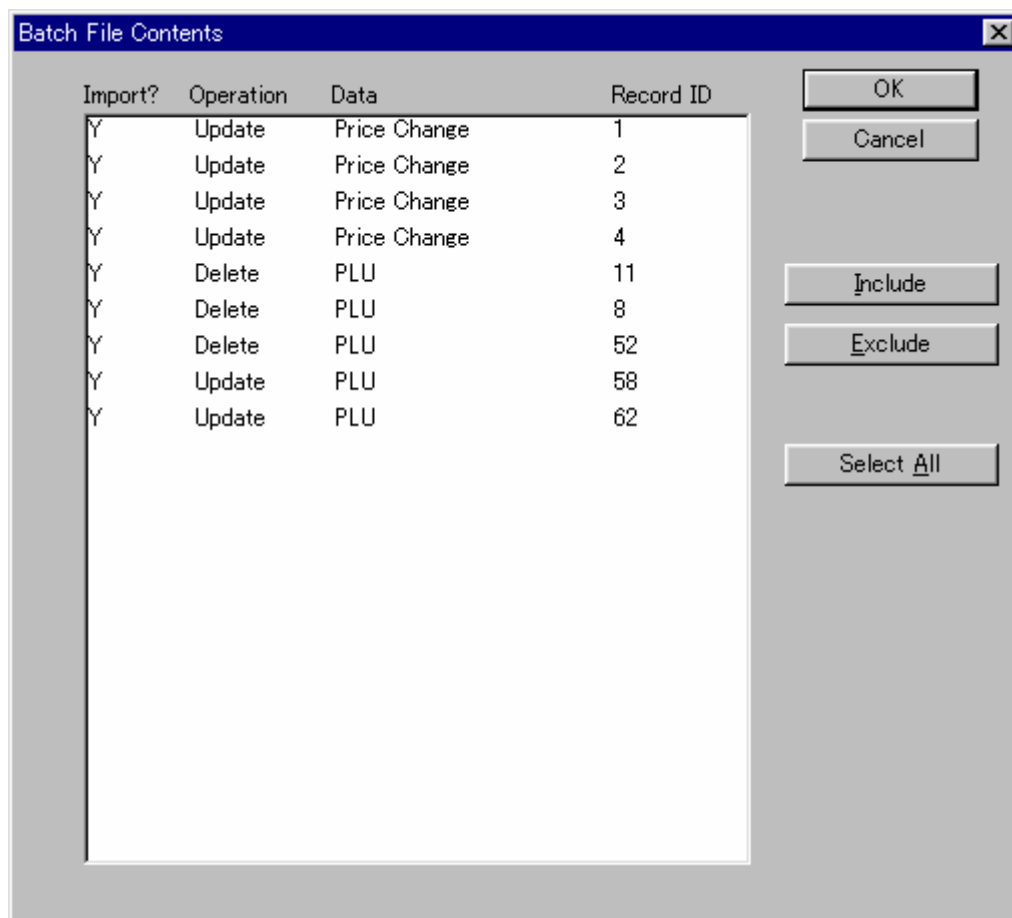 Batch File Contents
Import? Operation Data Record ID
Y Update Price Change 1
Y Update Price Change 2
Y Update Price Change 3
Y Update Price Change 4
Y Delete PLU 11
Y Delete PLU 8
Y Delete PLU 52
Y Update PLU 58
Y Update PLU 62
OK
Cancel
Include
Exclude
Select All